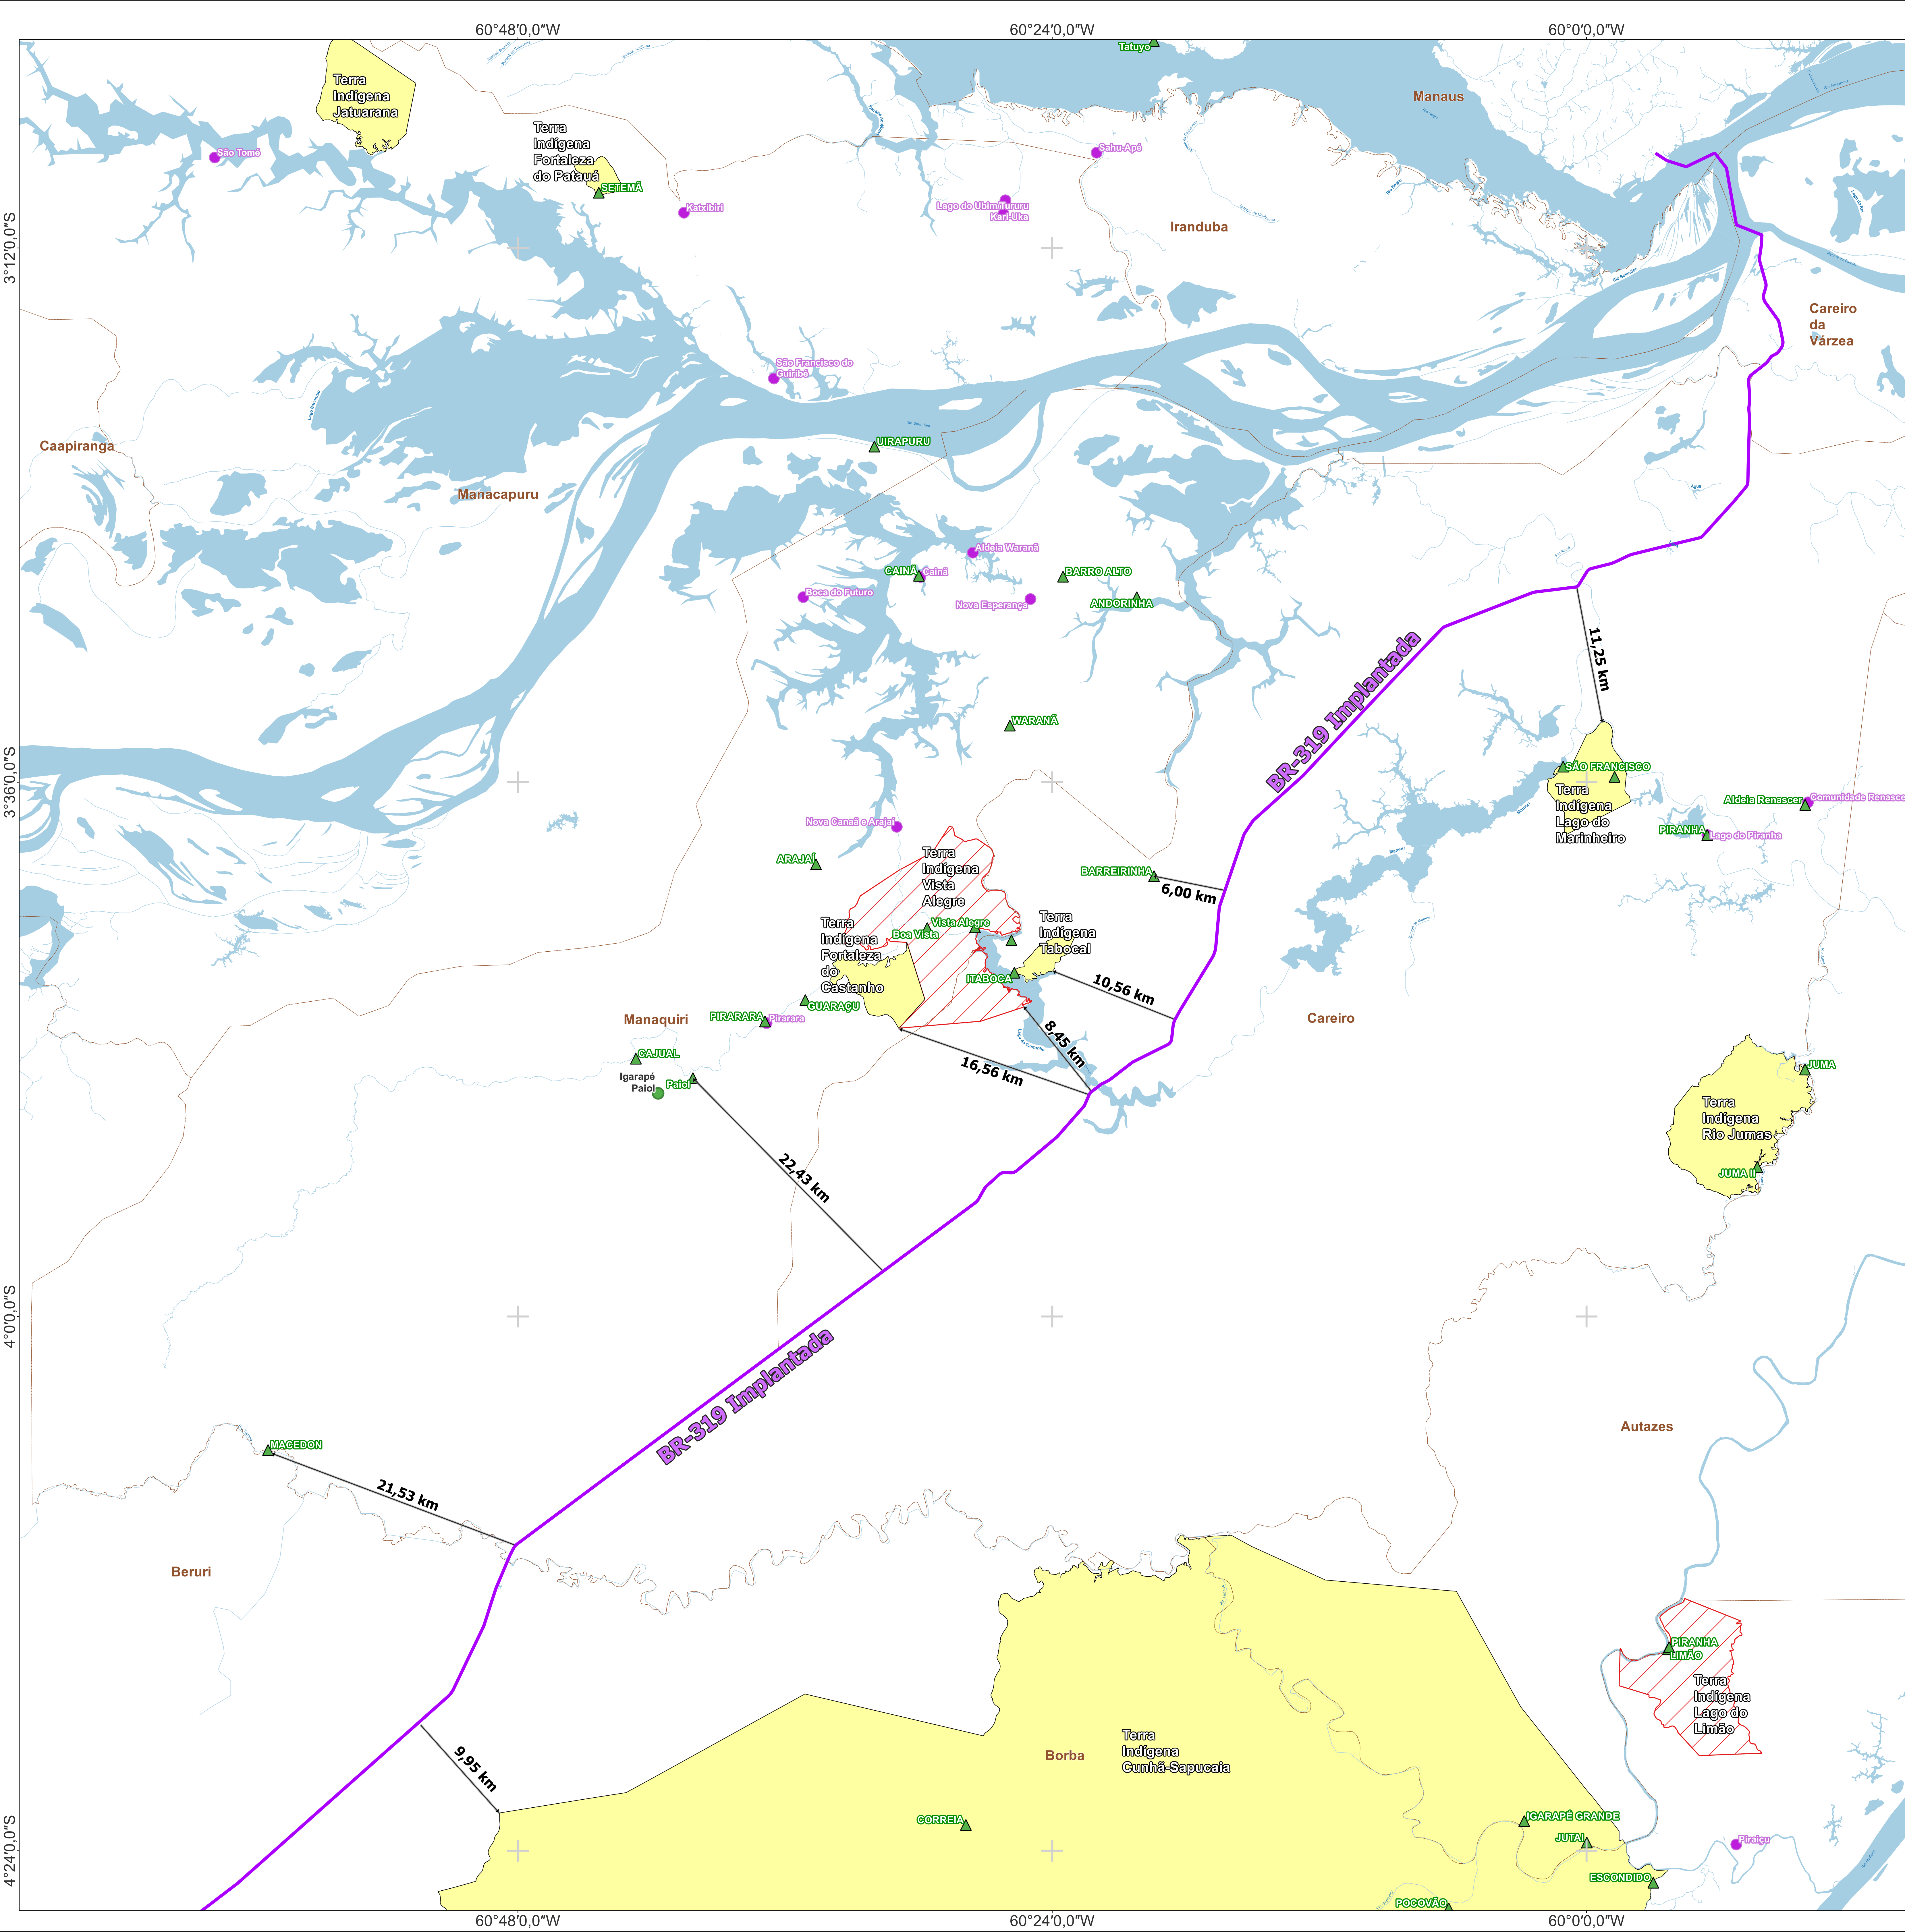 60°48'0,0"W
60°24'0,0"W
60°0'0,0"W
Tatuyo
Terra
Indígena
Jatuarana
Manaus
Terra
Indígena
Fortaleza
do Patauá
São Tomé
Sahu-Apé
SETEMÃ
Katxibiri
Lago do Ubim/Tururu
Karl-Uka
Iranduba
3°12'0,0"S
Careiro
da
Várzea
São Francisco do
Guiribé
Caapiranga
UIRAPURU
Manacapuru
Aldeia Waranã
CAINÃ
Cainã
BARRO ALTO
Boca do Futuro
Nova Esperança
ANDORINHA
11,25 km
BR-319 Implantada
WARANÃ
3°36'0,0"S
SÃO FRANCISCO
Terra
Indígena
Lago do
Marinheiro
Aldeia Renascer
Comunidade Renasce
PIRANHA
Lago do Piranha
Nova Canaã e Arajaí
ARAJAÍ
Terra
Indígena
Vista
Alegre
BARREIRINHA
6,00 km
Terra
Indígena
Fortaleza
do
Castanho
Boa Vista
Vista Alegre
Terra
Indígena
Tabocal
ITABOCA
10,56 km
GUARAÇU
PIRARARA
Pirarara
Manaquiri
8,45 km
Careiro
16,56 km
CAJUAL
Igarapé
Paiol
Paiol
JUMA
Terra
Indígena
Rio Jumas
JUMA II
22,43 km
4°0'0,0"S
BR-319 Implantada
Autazes
MACEDON
21,53 km
Beruri
PIRANHA
LIMÃO
Terra
Indígena
Lago do
Limão
Borba
Terra
Indígena
Cunhã-Sapucaia
9,95 km
CORREIA
IGARAPÉ GRANDE
JUTAI
Piraiçu
4°24'0,0"S
ESCONDIDO
POCOVÃO
60°48'0,0"W
60°24'0,0"W
60°0'0,0"W